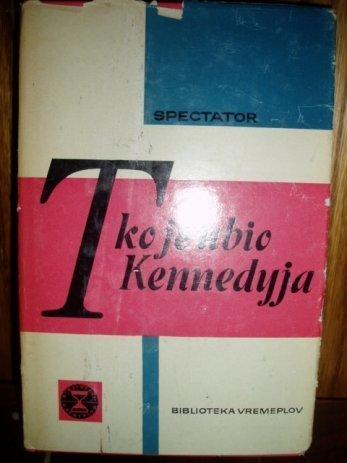 SPECTATOR
Tko je ubio
Kennedyja
BIBLIOTEKA VREMEPLOV